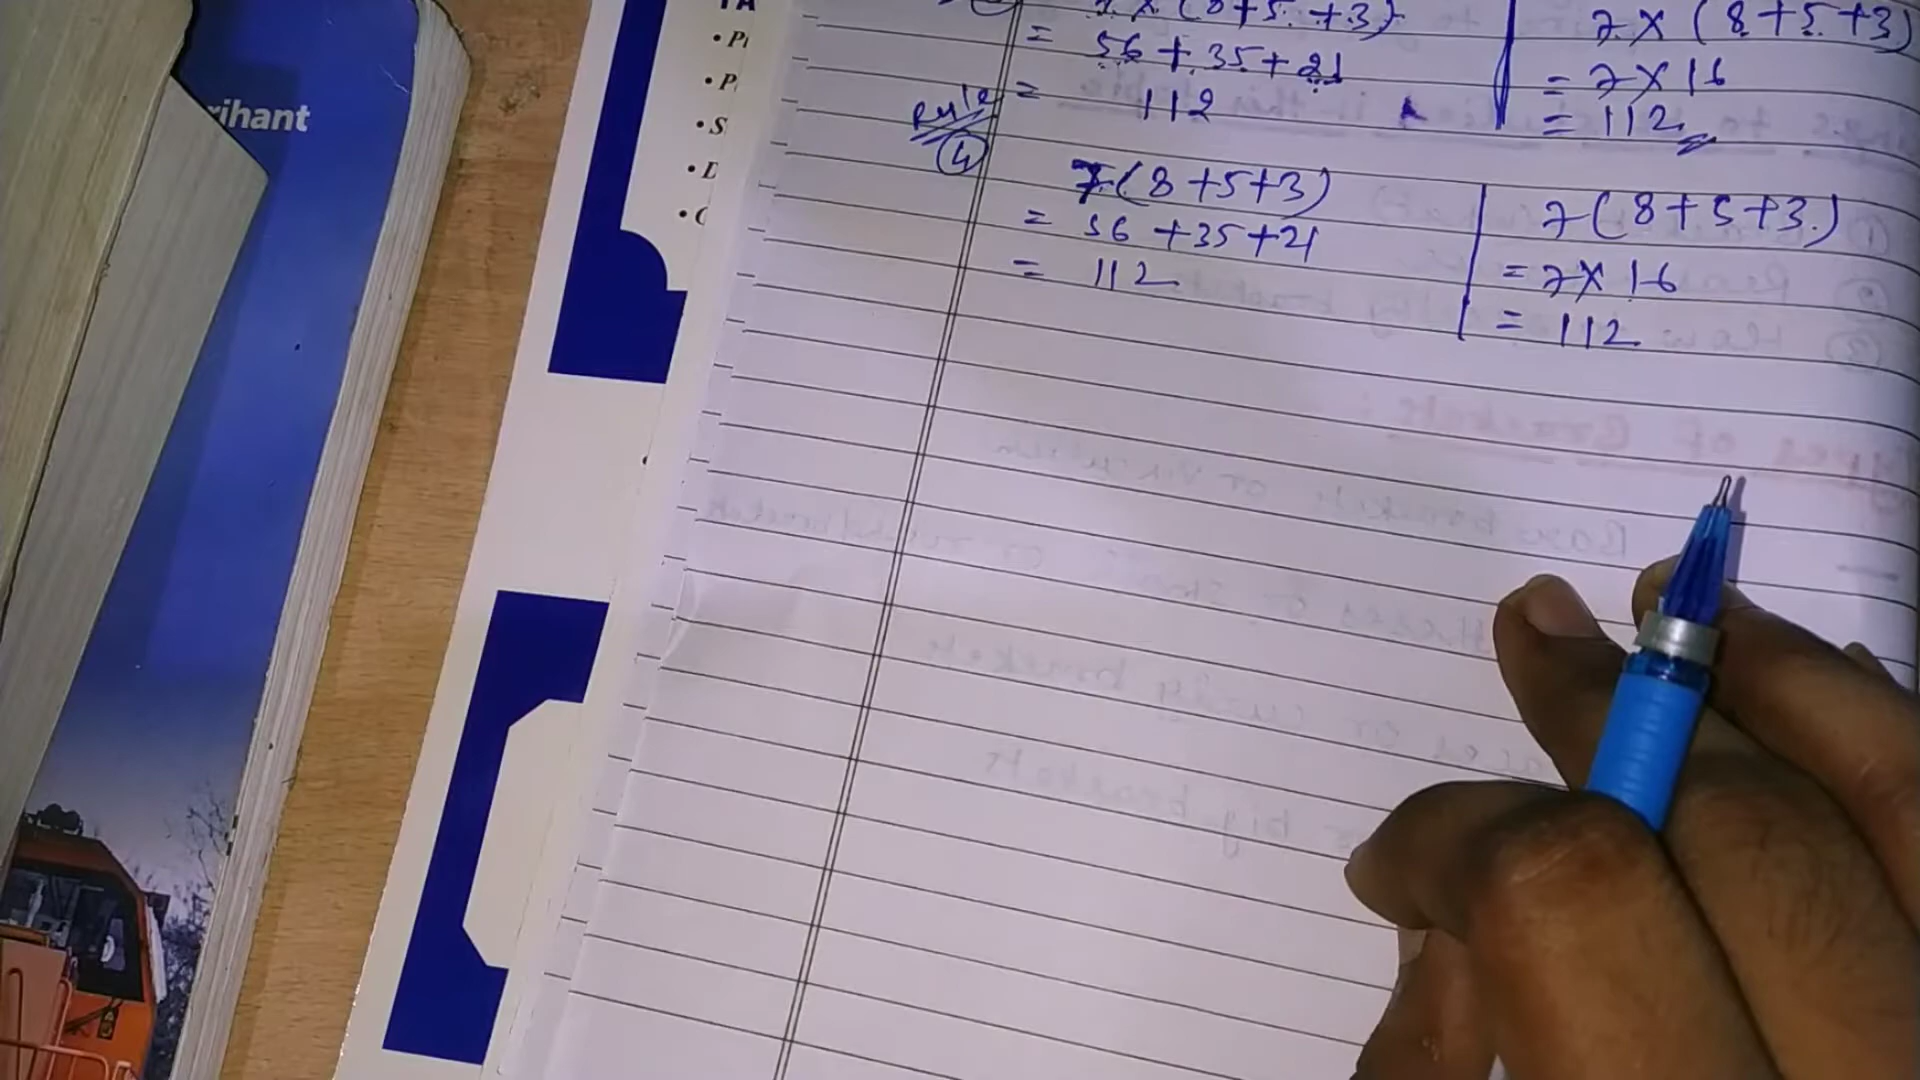 7 × (8+5+3)
= 56 + 35 + 21
= 112
7 × (8+5+3)
= 7 × 16
= 112
Rule
4
7(8+5+3)
= 56 + 35 + 21
= 112
7(8+5+3)
= 7 × 16
= 112
rihant
TA
• P
• P
• S
• D
• C